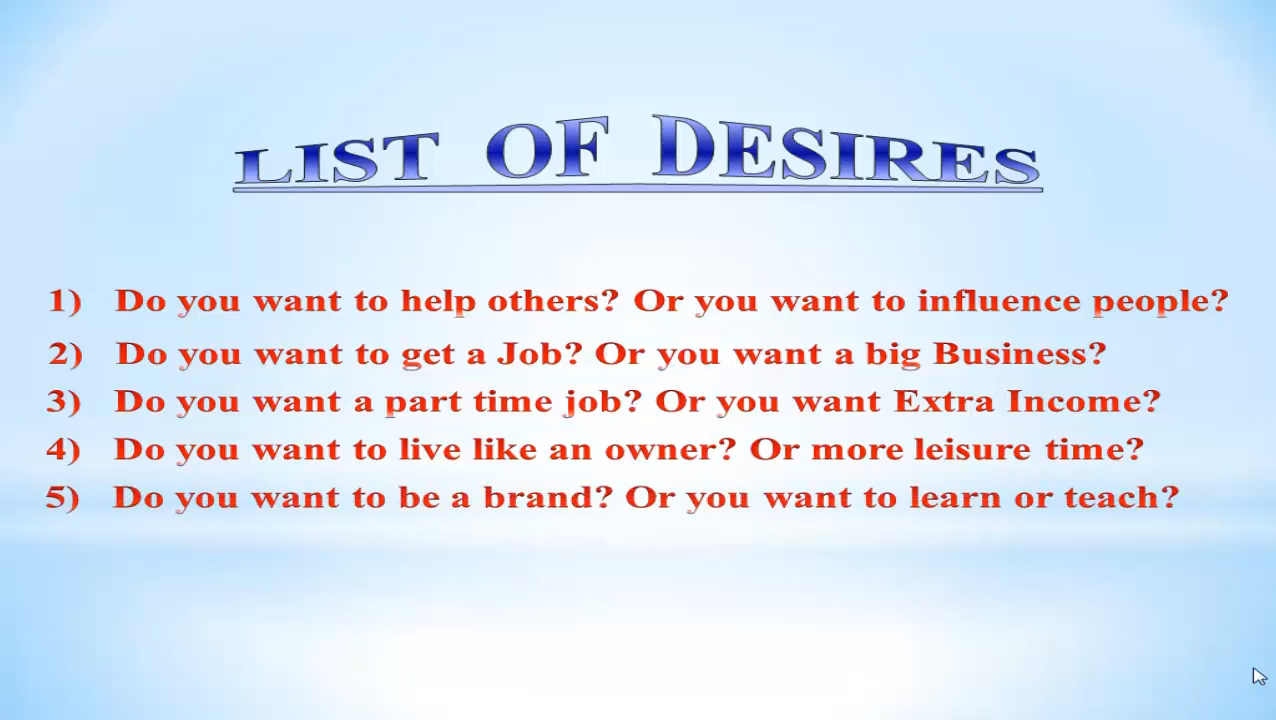 LIST OF DESIRES
1) Do you want to help others? Or you want to influence people?
2) Do you want to get a Job? Or you want a big Business?
3) Do you want a part time job? Or you want Extra Income?
4) Do you want to live like an owner? Or more leisure time?
5) Do you want to be a brand? Or you want to learn or teach?